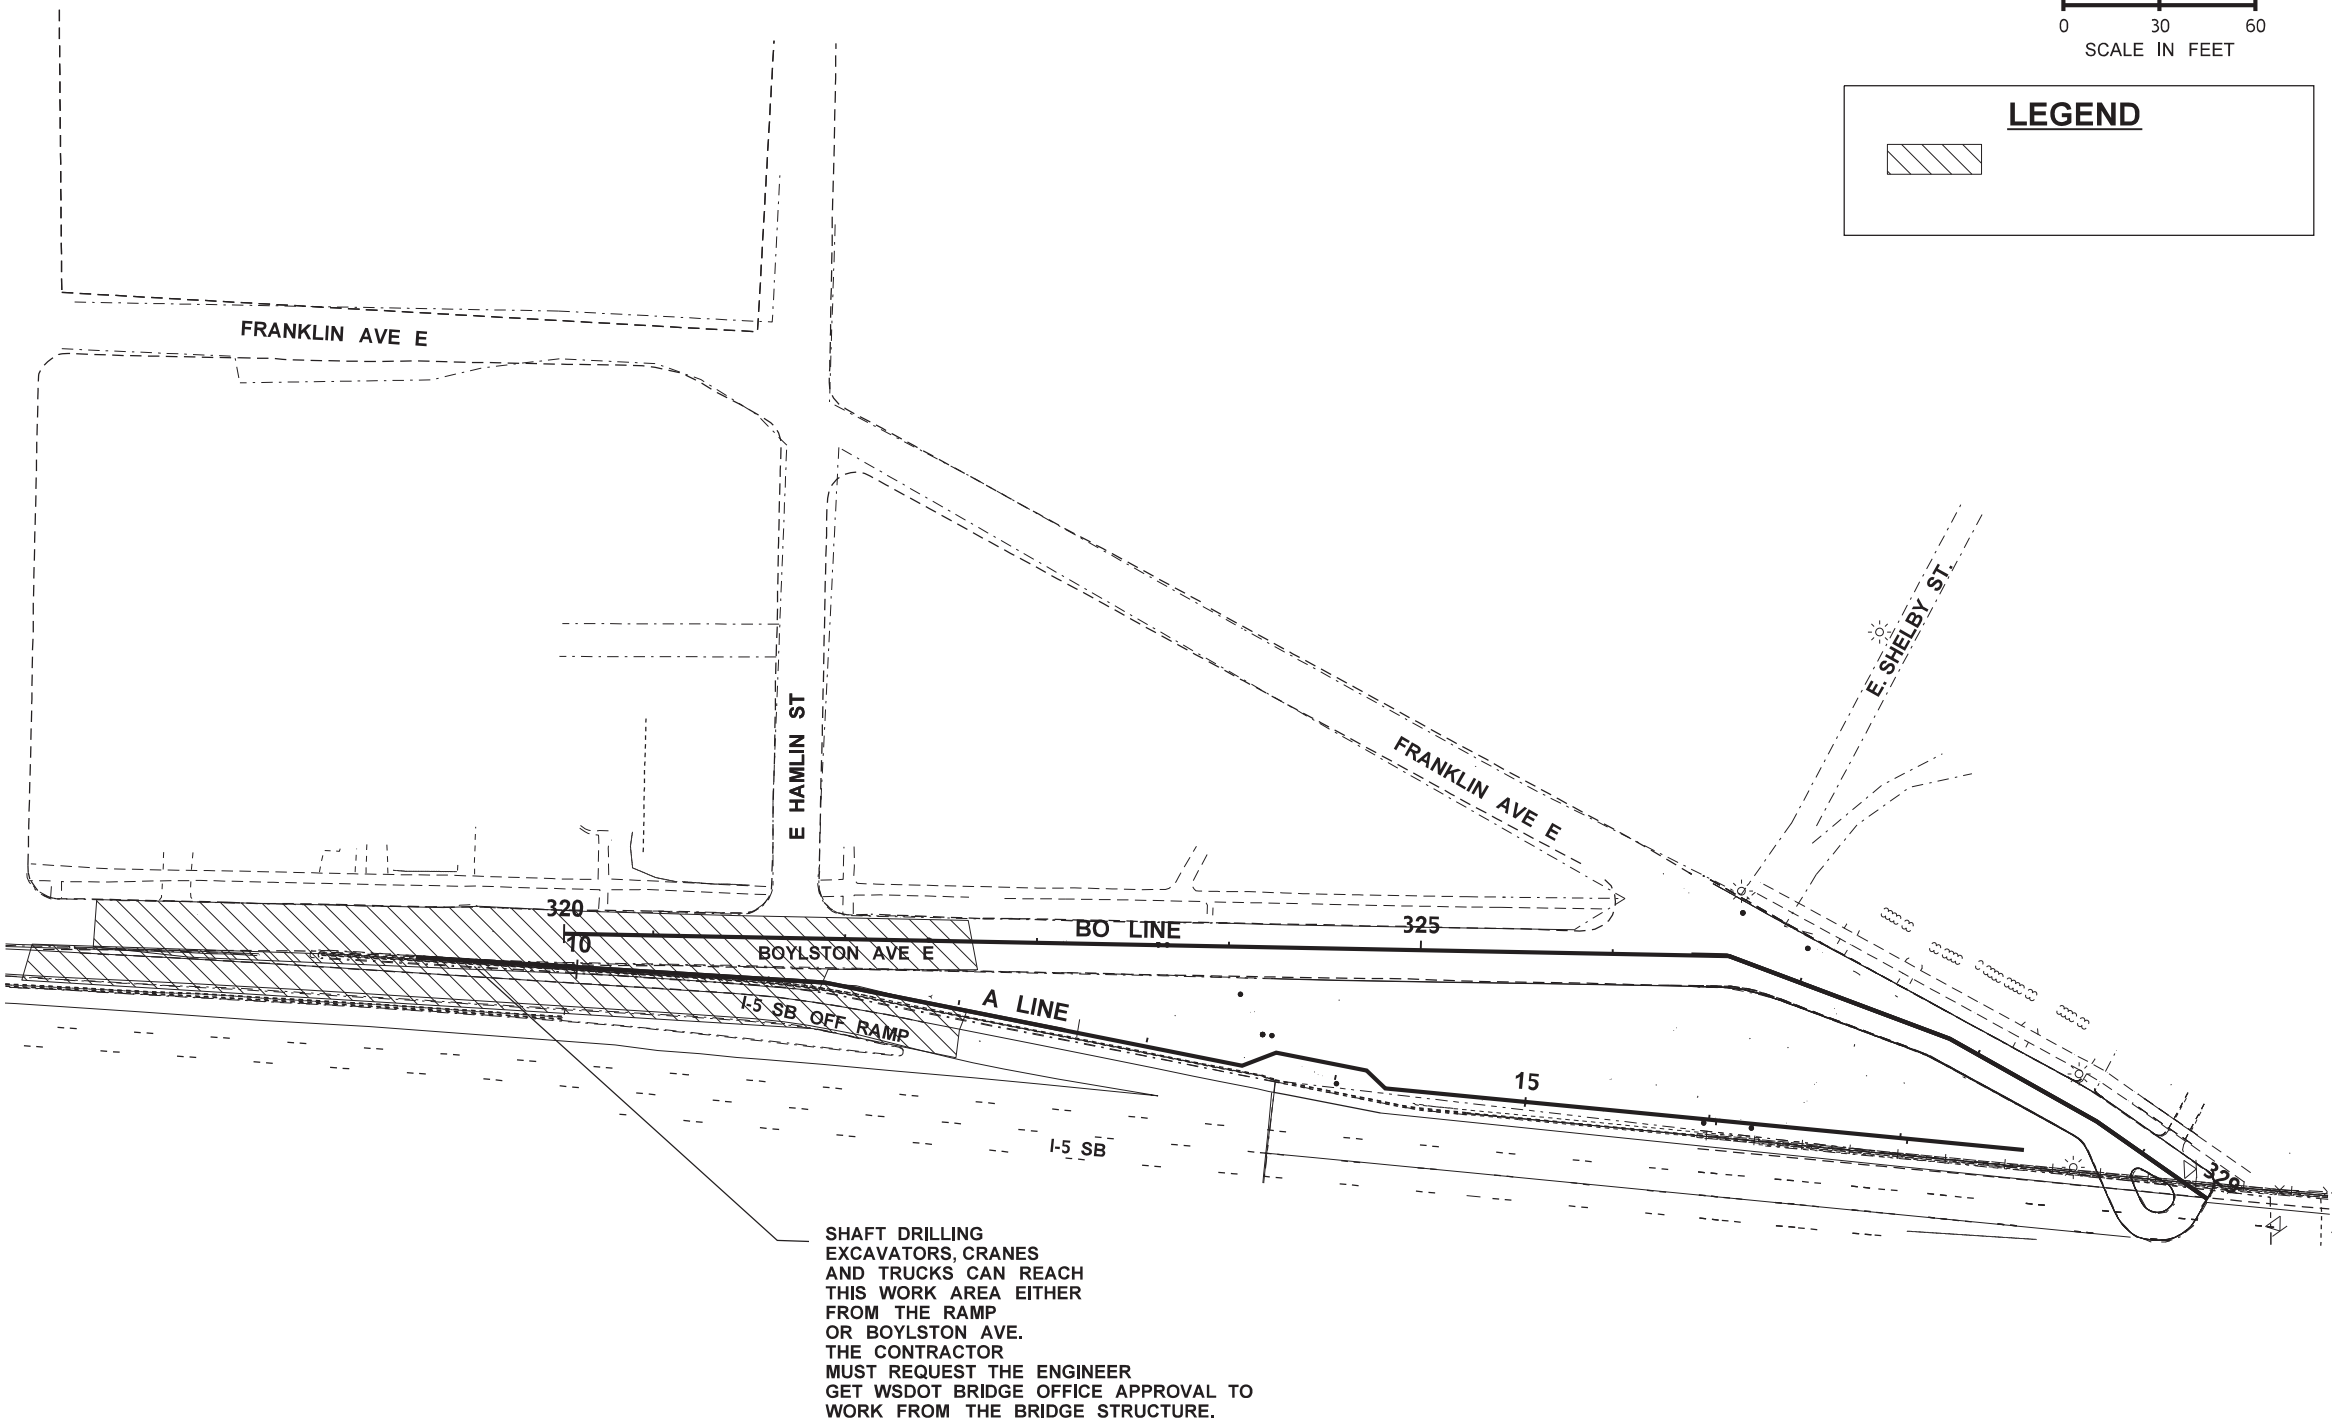 0 30 60
SCALE IN FEET
LEGEND
FRANKLIN AVE E
E. SHELBY ST.
E HAMLIN ST
FRANKLIN AVE E
320
BO LINE
325
10
BOYLSTON AVE E
A LINE
I-5 SB OFF RAMP
15
I-5 SB
329
SHAFT DRILLING
EXCAVATORS, CRANES
AND TRUCKS CAN REACH
THIS WORK AREA EITHER
FROM THE RAMP
OR BOYLSTON AVE.
THE CONTRACTOR
MUST REQUEST THE ENGINEER
GET WSDOT BRIDGE OFFICE APPROVAL TO
WORK FROM THE BRIDGE STRUCTURE.